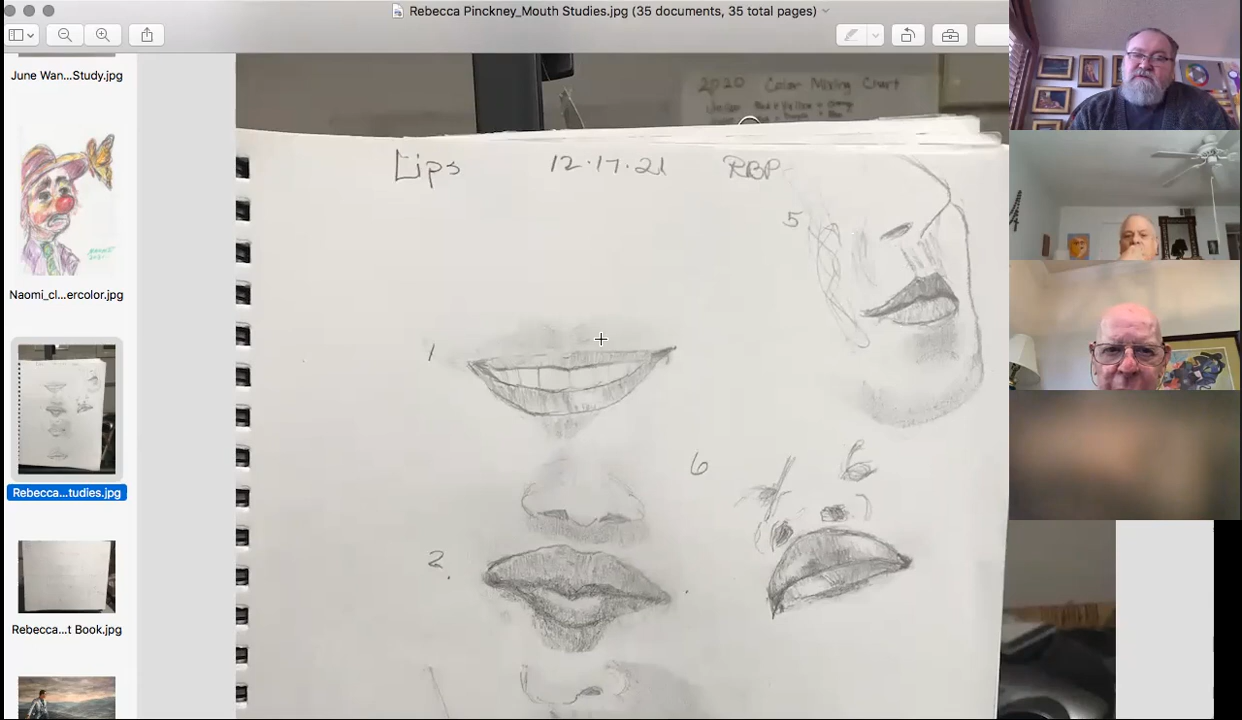 Rebecca Pinckney_Mouth Studies.jpg (35 documents, 35 total pages)
June Wan...Study.jpg
Naomi_cl...ercolor.jpg
Rebecca...tudies.jpg
Rebecca...t Book.jpg
2020 Color Mixing Chart
Lips 12.17.21 RBP
5
1
6
2.